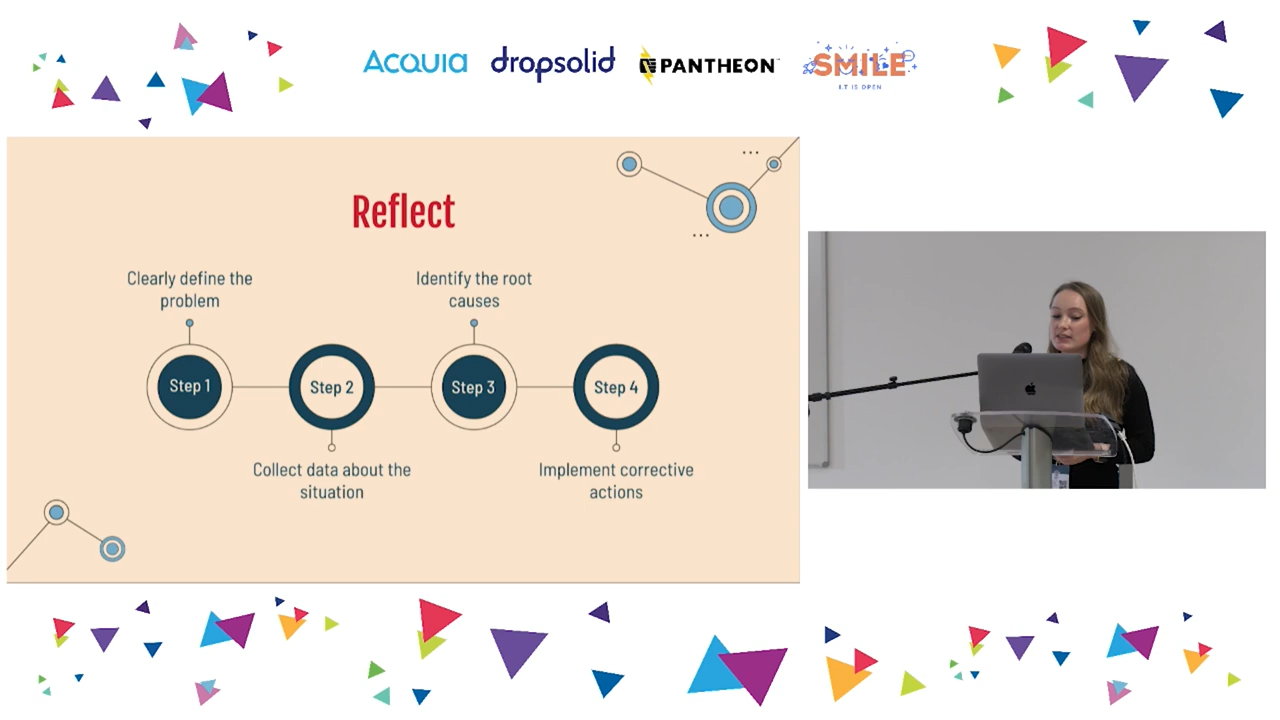 ACQUIA
dropsolid
PANTHEON
SMILE
I.T IS OPEN
Reflect
Clearly define the
problem
Identify the root
causes
Step 1
Step 2
Step 3
Step 4
Collect data about the
situation
Implement corrective
actions